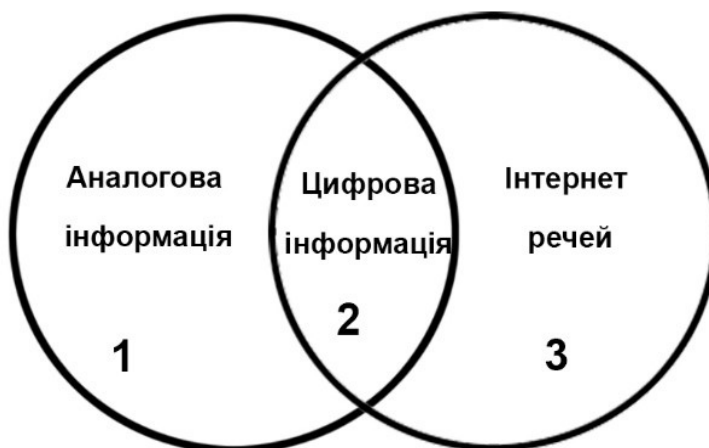 Аналогова
інформація
1
Цифрова
інформація
2
Інтернет
речей
3